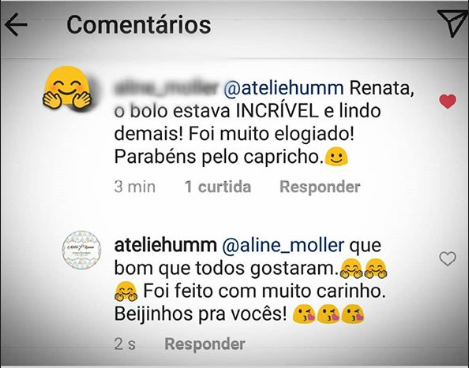 Comentários
aline_moller @ateliehumm Renata,
o bolo estava INCRÍVEL e lindo
demais! Foi muito elogiado!
Parabéns pelo capricho.🙂
3 min 1 curtida Responder
ateliehumm @aline_moller que
bom que todos gostaram.🤗🤗
🤗 Foi feito com muito carinho.
Beijinhos pra vocês! 😘😘😘
2 s Responder